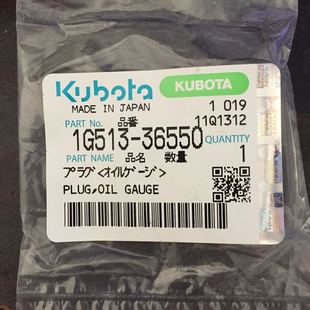 Kubota KUBOTA
MADE IN JAPAN 1 019
PART No. 品番 11Q1312
1G513-36550 QUANTITY
PART NAME 品名 数量 1
プラグ<オイルゲージ>
PLUG,OIL GAUGE